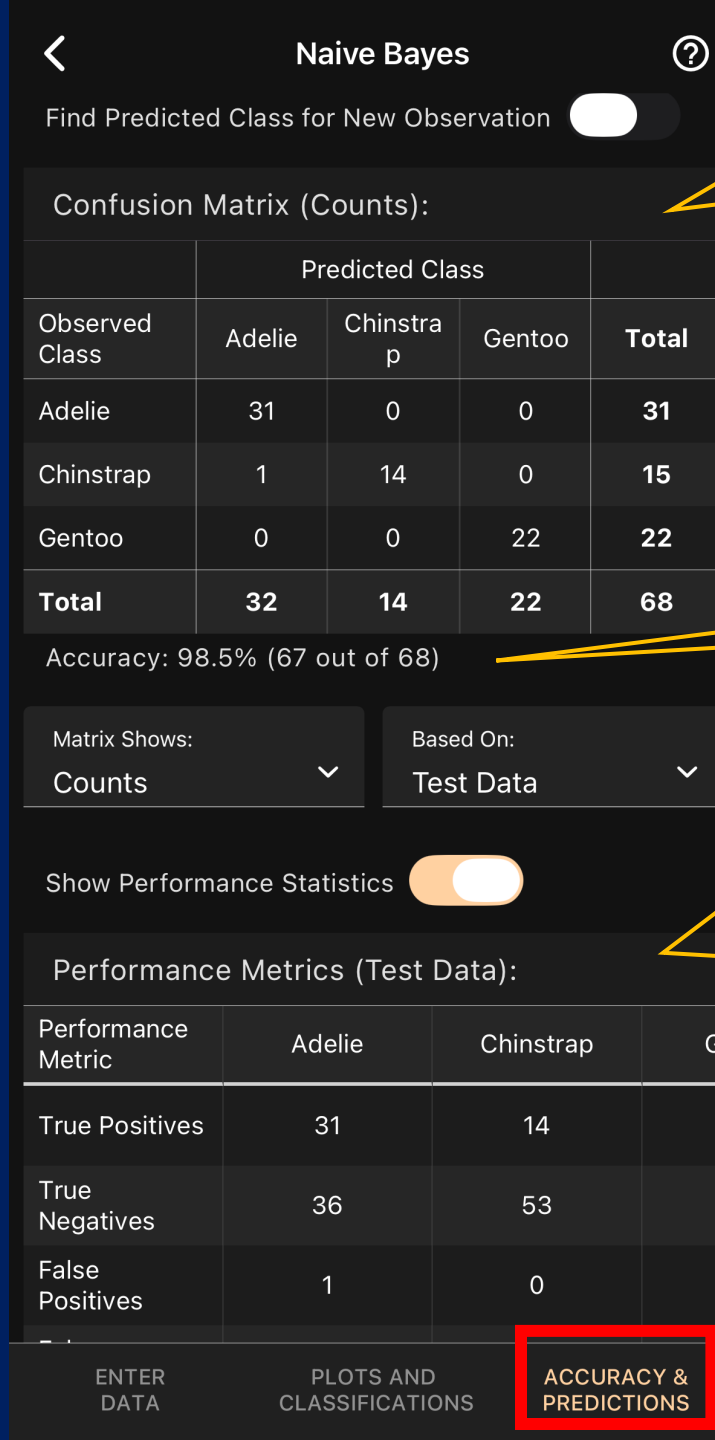 Naive Bayes
Find Predicted Class for New Observation
Confusion Matrix (Counts):
Predicted Class
Observed Class Adelie Chinstrap Gentoo Total
Adelie 31 0 0 31
Chinstrap 1 14 0 15
Gentoo 0 0 22 22
Total 32 14 22 68
Accuracy: 98.5% (67 out of 68)
Matrix Shows: Based On:
Counts Test Data
Show Performance Statistics
Performance Metrics (Test Data):
Performance Metric Adelie Chinstrap
True Positives 31 14
True Negatives 36 53
False Positives 1 0
ENTER DATA PLOTS AND CLASSIFICATIONS ACCURACY & PREDICTIONS